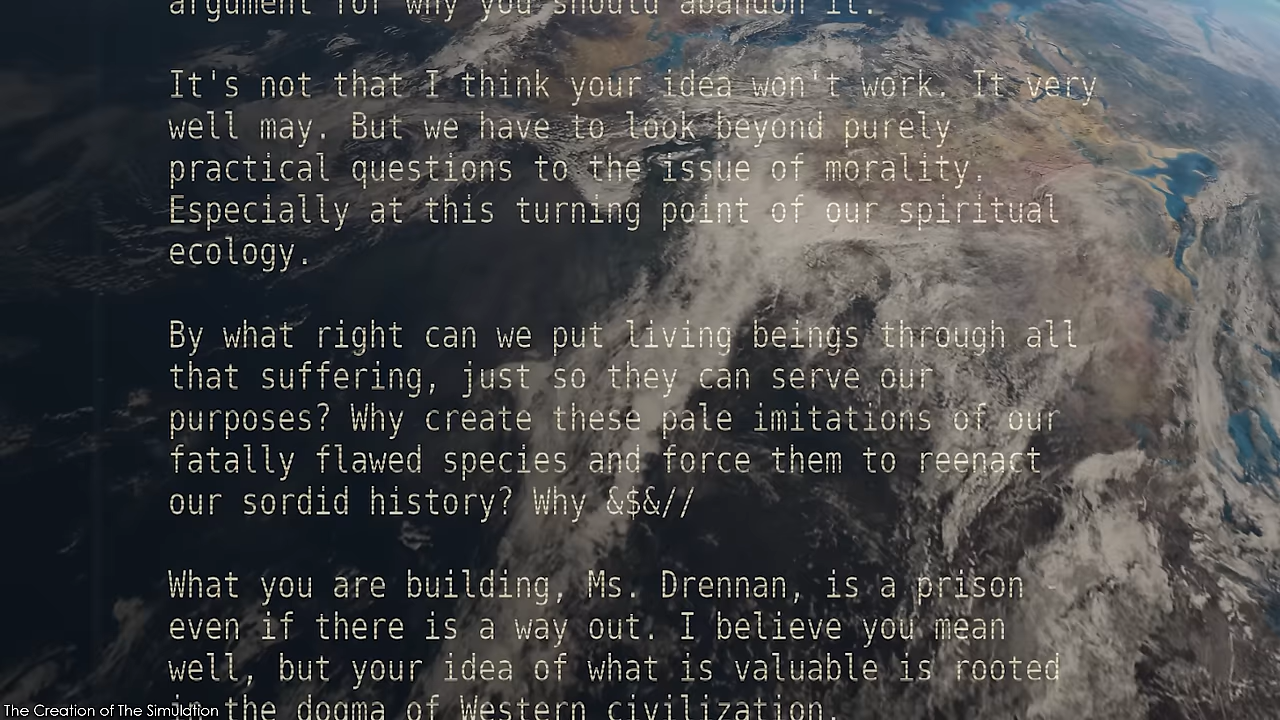 argument for why you should abandon it.
It's not that I think your idea won't work. It very
well may. But we have to look beyond purely
practical questions to the issue of morality.
Especially at this turning point of our spiritual
ecology.
By what right can we put living beings through all
that suffering, just so they can serve our
purposes? Why create these pale imitations of our
fatally flawed species and force them to reenact
our sordid history? Why &$&//
What you are building, Ms. Drennan, is a prison
even if there is a way out. I believe you mean
well, but your idea of what is valuable is rooted
in the dogma of Western civilization.
The Creation of The Simulation